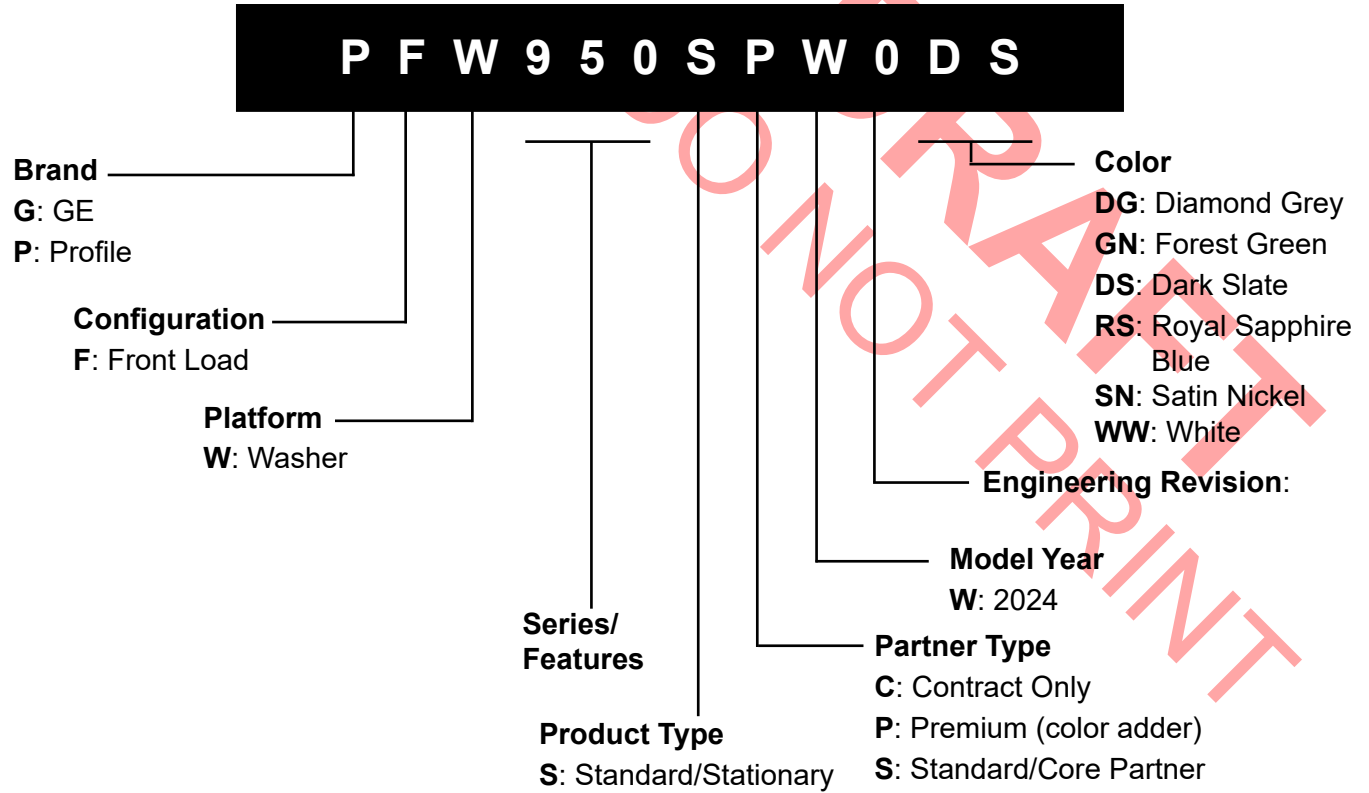 P F W 9 5 0 S P W 0 D S
Brand
G: GE
P: Profile
Configuration
F: Front Load
Platform
W: Washer
Series/
Features
Product Type
S: Standard/Stationary
Partner Type
C: Contract Only
P: Premium (color adder)
S: Standard/Core Partner
Model Year
W: 2024
Engineering Revision:
Color
DG: Diamond Grey
GN: Forest Green
DS: Dark Slate
RS: Royal Sapphire
Blue
SN: Satin Nickel
WW: White
DRAFT
DO NOT PRINT